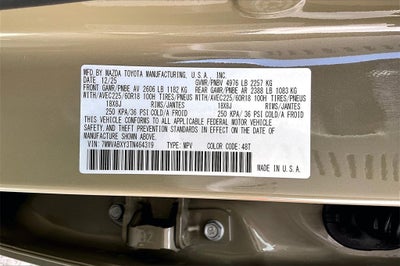 MFD. BY MAZDA TOYOTA MANUFACTURING, U.S.A., INC.
12/25 GVWR/PNBV 4976 LB 2257 KG
FRONT GAWR/PNBE AV 2606 LB 1182 KG REAR GAWR/PNBE AR 2388 LB 1083 KG
WITH/AVEC225/60R18 100H TIRES/PNEUS WITH/AVEC225/60R18 100H TIRES/PNEUS
18X8J RIMS/JANTES 18X8J RIMS/JANTES
250 KPA/36 PSI COLD/A FROID 250 KPA/36 PSI COLD/A FROID
THIS VEHICLE CONFORMS TO ALL APPLICABLE FEDERAL MOTOR VEHICLE
SAFETY, BUMPER, AND THEFT PREVENTION STANDARDS IN EFFECT ON THE DATE OF
MANUFACTURE SHOWN ABOVE.
VIN: 7MMVABXY3TN464319 TYPE: MPV COLOR CODE: 48T